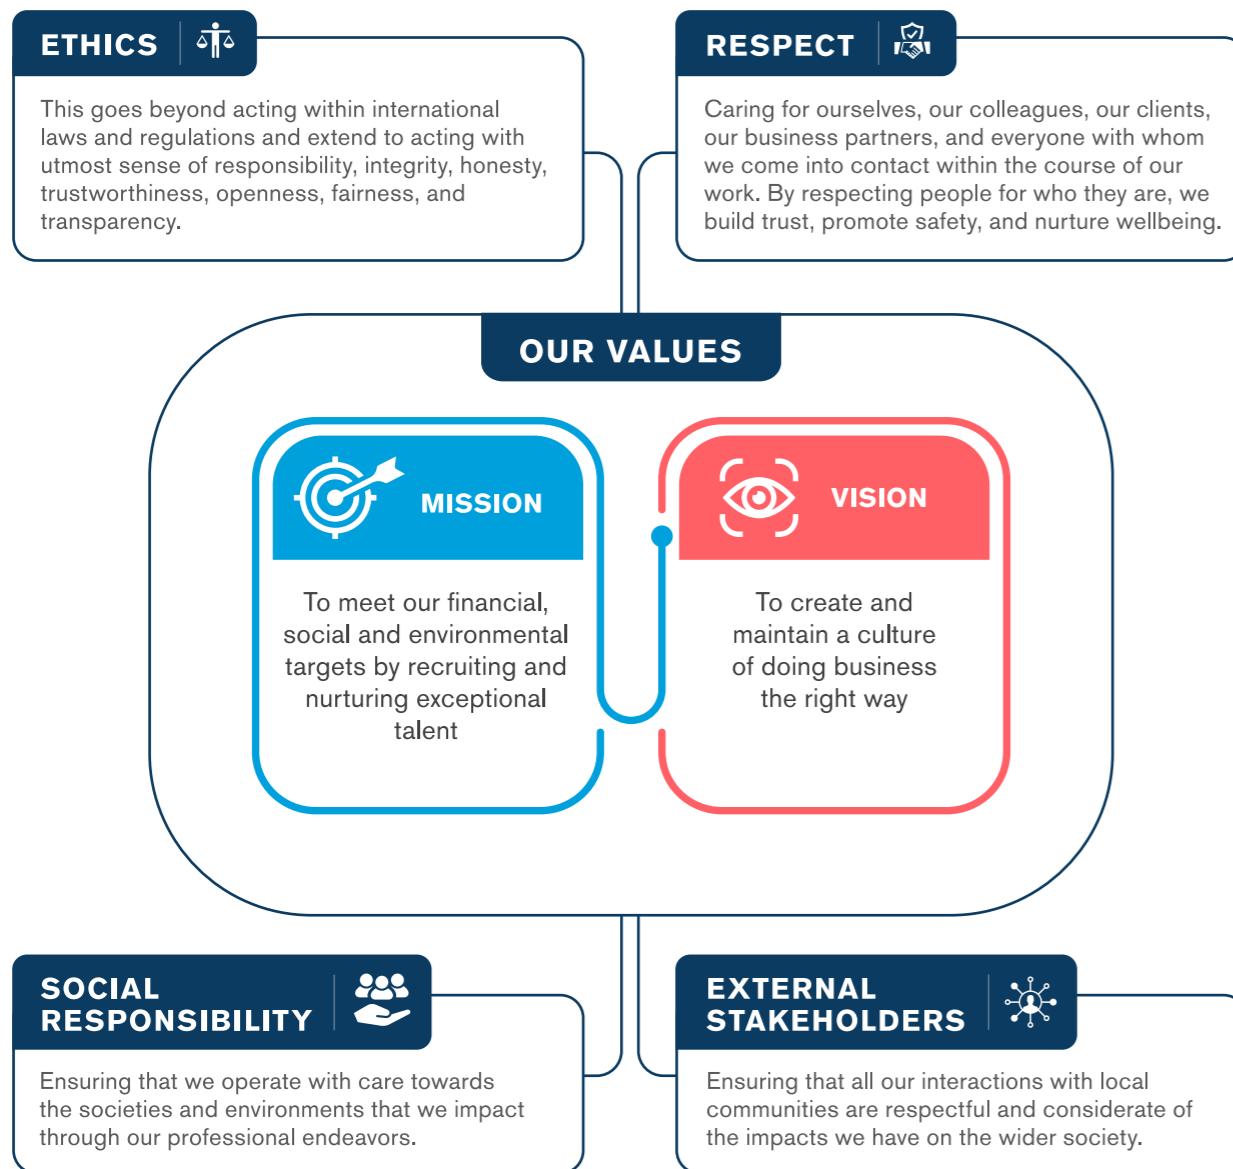 ETHICS
This goes beyond acting within international
laws and regulations and extend to acting with
utmost sense of responsibility, integrity, honesty,
trustworthiness, openness, fairness, and
transparency.
RESPECT
Caring for ourselves, our colleagues, our clients,
our business partners, and everyone with whom
we come into contact within the course of our
work. By respecting people for who they are, we
build trust, promote safety, and nurture wellbeing.
OUR VALUES
MISSION
To meet our financial,
social and environmental
targets by recruiting and
nurturing exceptional
talent
VISION
To create and
maintain a culture
of doing business
the right way
SOCIAL
RESPONSIBILITY
Ensuring that we operate with care towards
the societies and environments that we impact
through our professional endeavors.
EXTERNAL
STAKEHOLDERS
Ensuring that all our interactions with local
communities are respectful and considerate of
the impacts we have on the wider society.